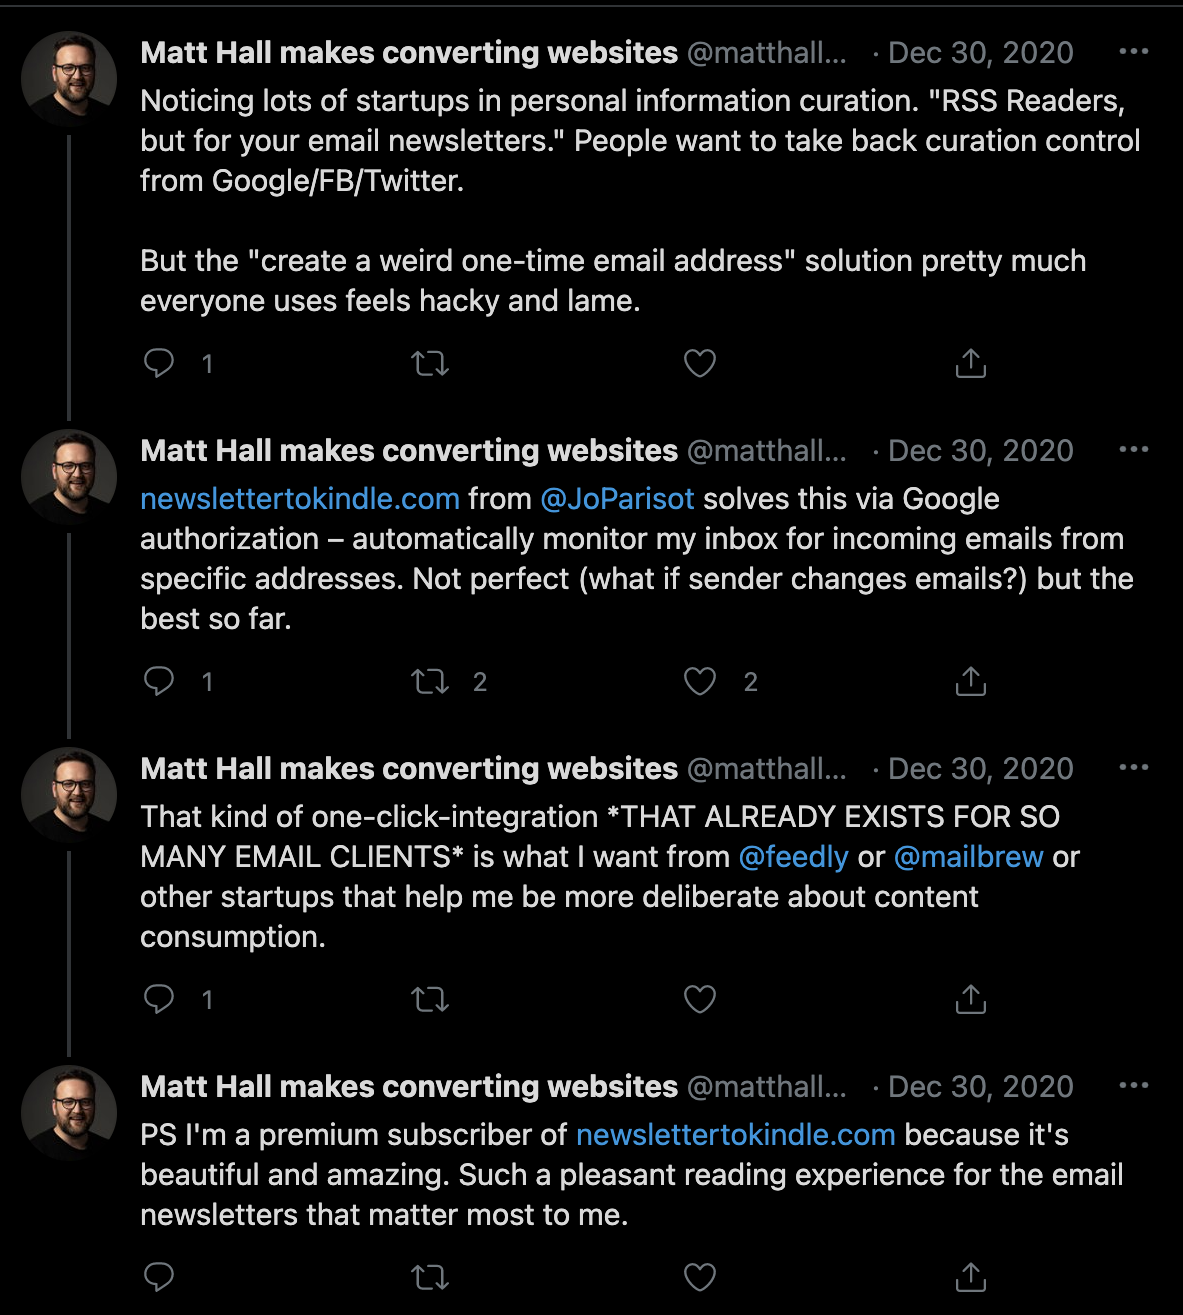 Matt Hall makes converting websites @matthall... · Dec 30, 2020
Noticing lots of startups in personal information curation. "RSS Readers,
but for your email newsletters." People want to take back curation control
from Google/FB/Twitter.
But the "create a weird one-time email address" solution pretty much
everyone uses feels hacky and lame.
1
Matt Hall makes converting websites @matthall... · Dec 30, 2020
newslettertokindle.com from @JoParisot solves this via Google
authorization – automatically monitor my inbox for incoming emails from
specific addresses. Not perfect (what if sender changes emails?) but the
best so far.
1 2 2
Matt Hall makes converting websites @matthall... · Dec 30, 2020
That kind of one-click-integration *THAT ALREADY EXISTS FOR SO
MANY EMAIL CLIENTS* is what I want from @feedly or @mailbrew or
other startups that help me be more deliberate about content
consumption.
1
Matt Hall makes converting websites @matthall... · Dec 30, 2020
PS I'm a premium subscriber of newslettertokindle.com because it's
beautiful and amazing. Such a pleasant reading experience for the email
newsletters that matter most to me.